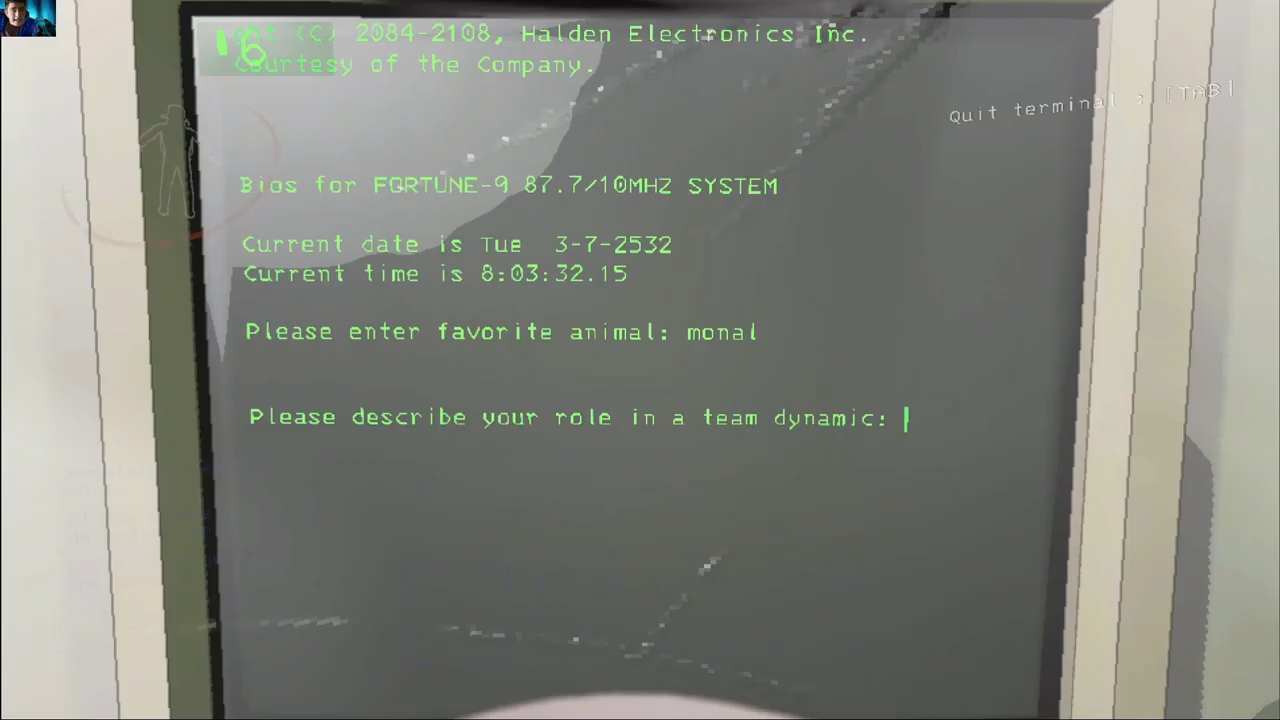 (C) 2084-2108, Halden Electronics Inc.
Courtesy of the Company.
16
Quit terminal : [TAB]
Bios for FORTUNE-9 87.7/10MHZ SYSTEM
Current date is Tue 3-7-2532
Current time is 8:03:32.15
Please enter favorite animal: monal
Please describe your role in a team dynamic: